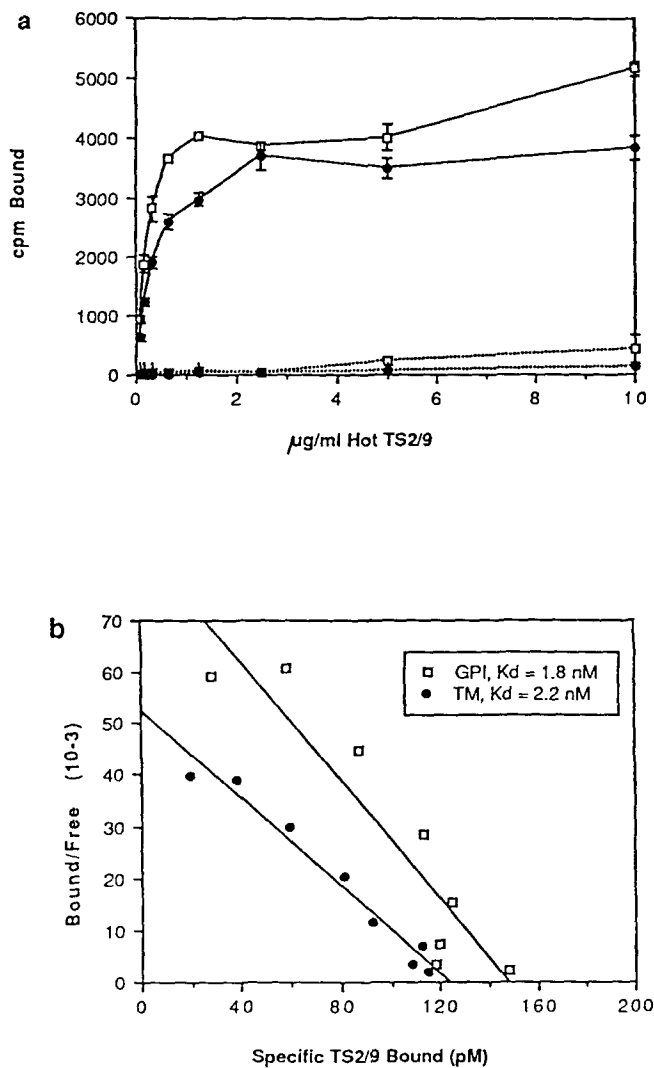 a
6000
5000
4000
3000
2000
1000
0
cpm Bound
0 2 4 6 8 10
µg/ml Hot TS2/9
b
70
60
50
40
30
20
10
0
Bound/Free (10-3)
GPI, Kd = 1.8 nM
TM, Kd = 2.2 nM
0 40 80 120 160 200
Specific TS2/9 Bound (pM)